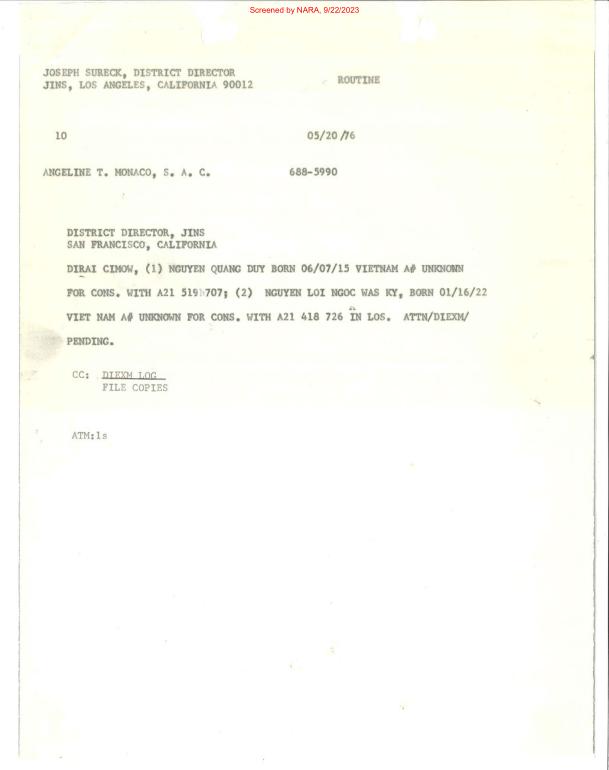 Screened by NARA, 9/22/2023
JOSEPH SURECK, DISTRICT DIRECTOR
JINS, LOS ANGELES, CALIFORNIA 90012
ROUTINE
10
05/20/76
ANGELINE T. MONACO, S. A. C.
688-5990
DISTRICT DIRECTOR, JINS
SAN FRANCISCO, CALIFORNIA
DIRAI CIMOW, (1) NGUYEN QUANG DUY BORN 06/07/15 VIETNAM A# UNKNOWN
FOR CONS. WITH A21 519 707; (2) NGUYEN LOI NGOC WAS KY, BORN 01/16/22
VIET NAM A# UNKNOWN FOR CONS. WITH A21 418 726 IN LOS. ATTN/DIEXM/
PENDING.
CC: DIEXM LOG
FILE COPIES
ATM:ls